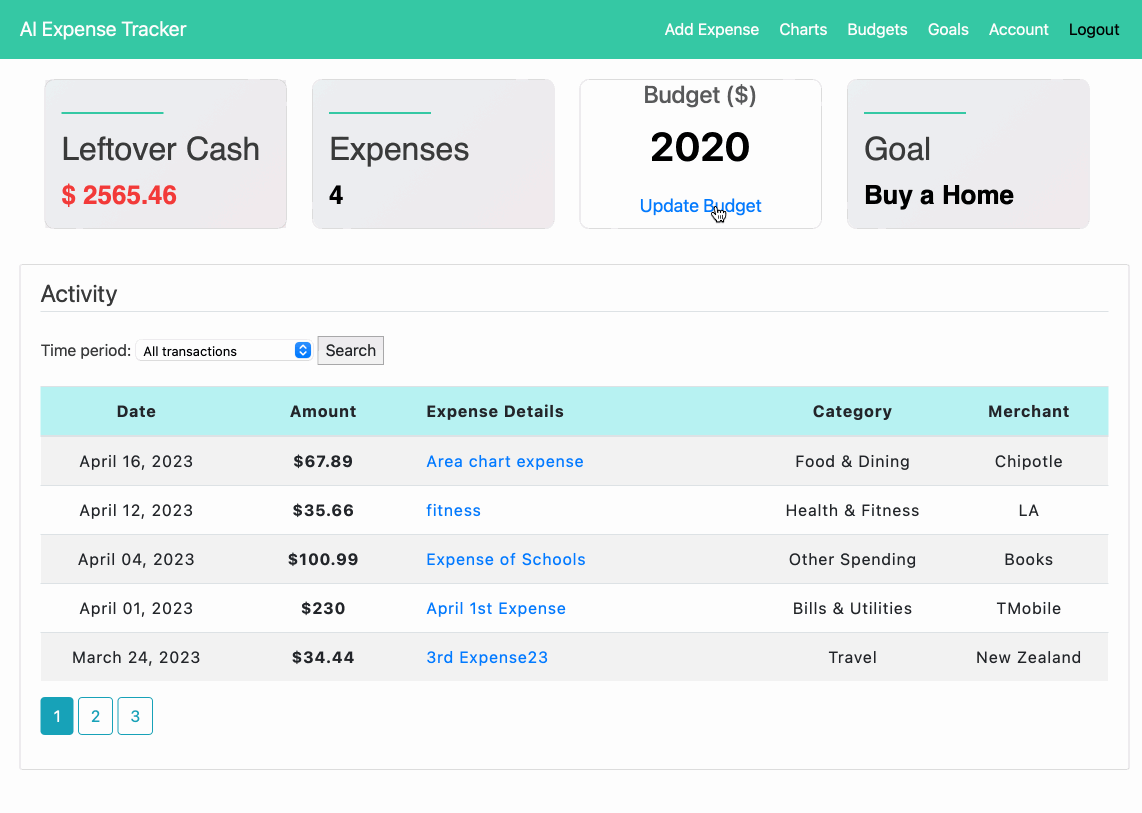 AI Expense Tracker Add Expense Charts Budgets Goals Account Logout
Leftover Cash
$ 2565.46
Expenses
4
Budget ($)
2020
Update Budget
Goal
Buy a Home
Activity
Time period: All transactions Search
Date Amount Expense Details Category Merchant
April 16, 2023 $67.89 Area chart expense Food & Dining Chipotle
April 12, 2023 $35.66 fitness Health & Fitness LA
April 04, 2023 $100.99 Expense of Schools Other Spending Books
April 01, 2023 $230 April 1st Expense Bills & Utilities TMobile
March 24, 2023 $34.44 3rd Expense23 Travel New Zealand
1 2 3